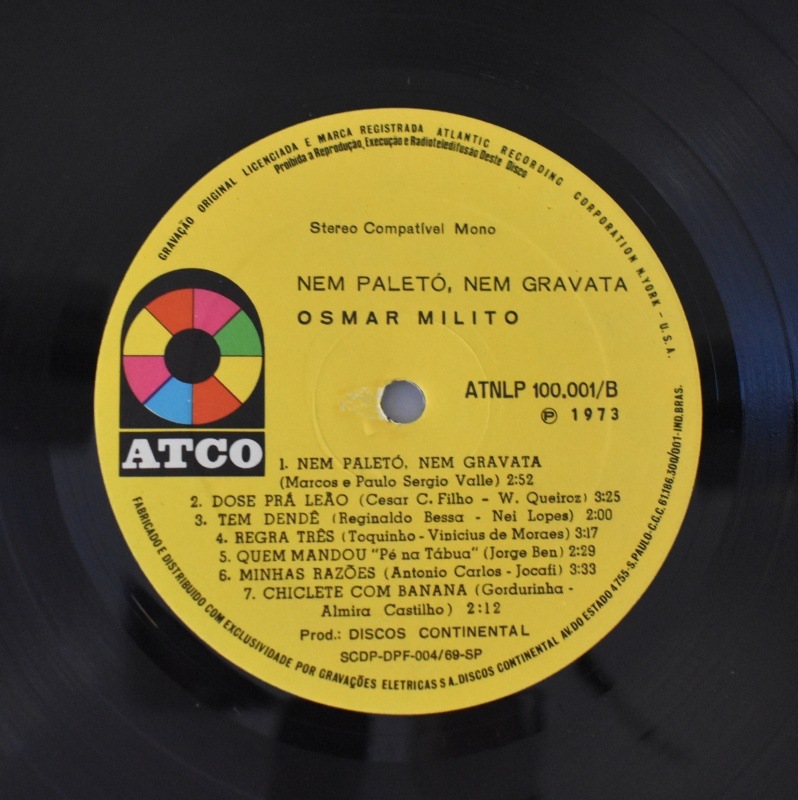 GRAVAÇÃO ORIGINAL LICENCIADA E MARCA REGISTRADA ATLANTIC RECORDING CORPORATION N.YORK - U.S.A.
Proibida a Reprodução, Execução e Radioteledifusão Deste Disco
Stereo Compatível Mono
NEM PALETÓ, NEM GRAVATA
OSMAR MILITO
ATNLP 100.001/B
℗ 1973
ATCO
1. NEM PALETÓ, NEM GRAVATA
(Marcos e Paulo Sergio Valle) 2:52
2. DOSE PRÁ LEÃO (Cesar C. Filho - W. Queiroz) 3:25
3. TEM DENDÊ (Reginaldo Bessa - Nei Lopes) 2:00
4. REGRA TRÊS (Toquinho - Vinicius de Moraes) 3:17
5. QUEM MANDOU "Pé na Tábua" (Jorge Ben) 2:29
6. MINHAS RAZÕES (Antonio Carlos - Jocafi) 3:33
7. CHICLETE COM BANANA (Gordurinha -
Almira Castilho) 2:12
Prod.: DISCOS CONTINENTAL
SCDP-DPF-004/69-SP
FABRICADO E DISTRIBUIDO COM EXCLUSIVIDADE POR GRAVAÇÕES ELETRICAS S A. DISCOS CONTINENTAL AV. DO ESTADO 4755-S. PAULO-C.G.C. 61.186.300/001-IND. BRAS.